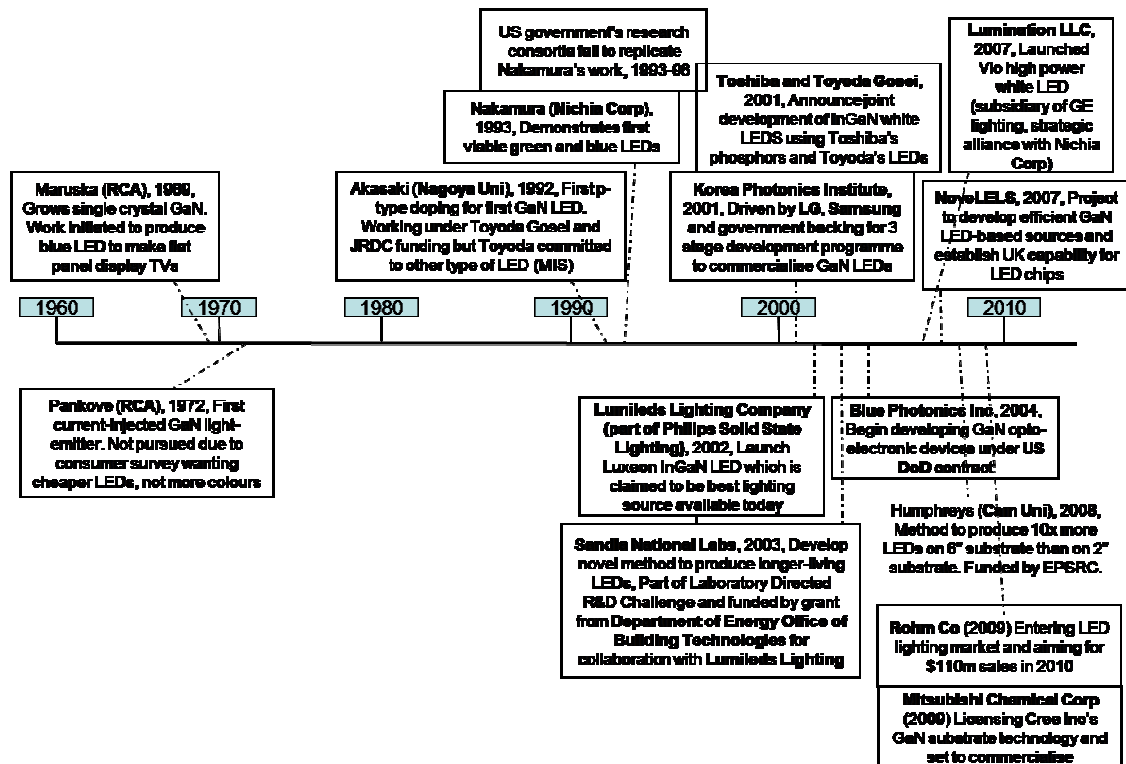 US government's research
consortia fail to replicate
Nakamura's work, 1993-96
Nakamura (Nichia Corp),
1993, Demonstrates first
viable green and blue LEDs
Toshiba and Toyoda Gosei,
2001, Announce joint
development of InGaN white
LEDS using Toshiba's
phosphors and Toyoda's LEDs
Lumination LLC,
2007, Launched
Vio high power
white LED
(subsidiary of GE
lighting, strategic
alliance with Nichia
Corp)
Maruska (RCA), 1969,
Grows single crystal GaN.
Work initiated to produce
blue LED to make flat
panel display TVs
Akasaki (Nagoya Uni), 1992, First p-
type doping for first GaN LED.
Working under Toyoda Gosei and
JRDC funding but Toyoda committed
to other type of LED (MIS)
Korea Photonics Institute,
2001, Driven by LG, Samsung
and government backing for 3
stage development programme
to commercialise GaN LEDs
NovoLELS, 2007, Project
to develop efficient GaN
LED-based sources and
establish UK capability for
LED chips
1960
1970
1980
1990
2000
2010
Pankove (RCA), 1972, First
current-injected GaN light-
emitter. Not pursued due to
consumer survey wanting
cheaper LEDs, not more colours
Lumileds Lighting Company
(part of Philips Solid State
Lighting), 2002, Launch
Luxeon InGaN LED which is
claimed to be best lighting
source available today
Blue Photonics Inc, 2004,
Begin developing GaN opto-
electronic devices under US
DoD contract
Sandia National Labs, 2003, Develop
novel method to produce longer-living
LEDs, Part of Laboratory Directed
R&D Challenge and funded by grant
from Department of Energy Office of
Building Technologies for
collaboration with Lumileds Lighting
Humphreys (Cam Uni), 2008,
Method to produce 10x more
LEDs on 6" substrate than on 2"
substrate. Funded by EPSRC.
Rohm Co (2009) Entering LED
lighting market and aiming for
$110m sales in 2010
Mitsubishi Chemical Corp
(2009) Licensing Cree Inc's
GaN substrate technology and
set to commercialise